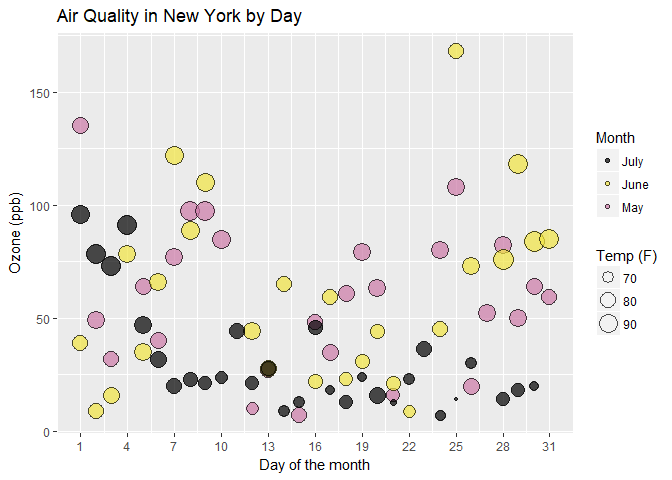 Air Quality in New York by Day
Ozone (ppb)
150
100
50
0
1 4 7 10 13 16 19 22 25 28 31
Day of the month
Month
July
June
May
Temp (F)
70
80
90